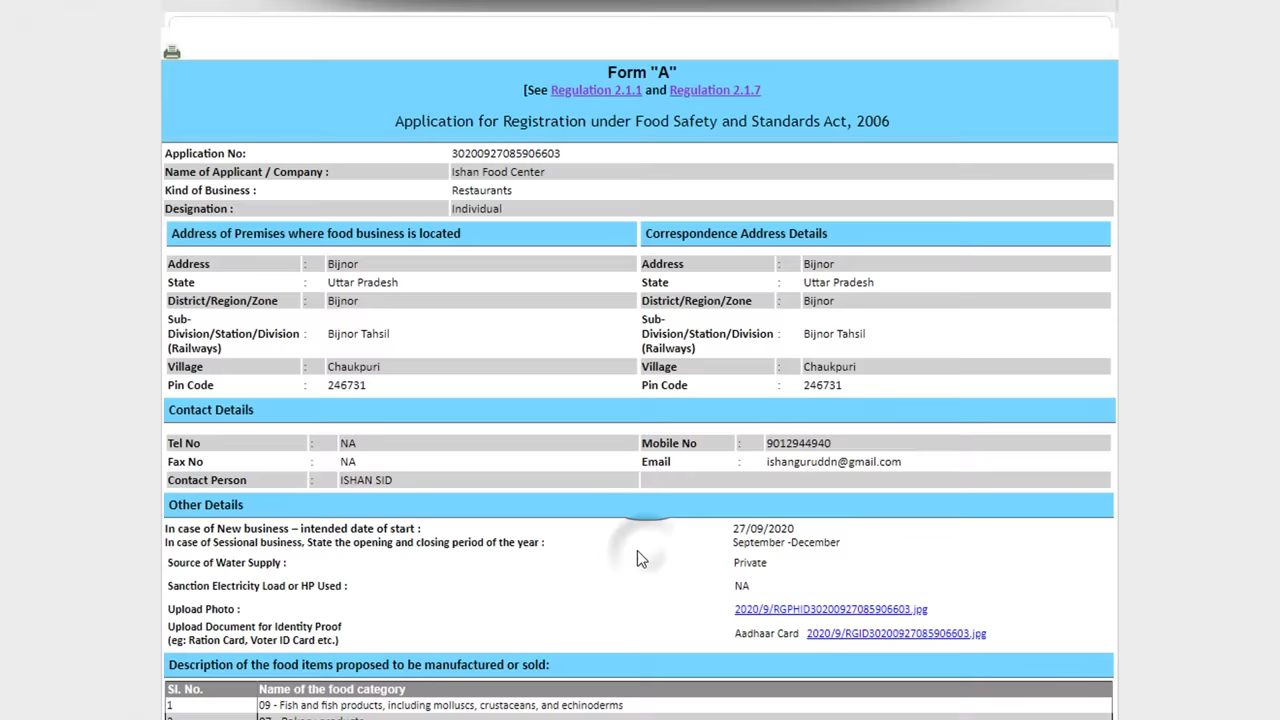 Form "A"
[See Regulation 2.1.1 and Regulation 2.1.7
Application for Registration under Food Safety and Standards Act, 2006
Application No: 30200927085906603
Name of Applicant / Company : Ishan Food Center
Kind of Business : Restaurants
Designation : Individual
Address of Premises where food business is located
Address : Bijnor
State : Uttar Pradesh
District/Region/Zone : Bijnor
Sub-
Division/Station/Division : Bijnor Tahsil
(Railways)
Village : Chaukpuri
Pin Code : 246731
Correspondence Address Details
Address : Bijnor
State : Uttar Pradesh
District/Region/Zone : Bijnor
Sub-
Division/Station/Division : Bijnor Tahsil
(Railways)
Village : Chaukpuri
Pin Code : 246731
Contact Details
Tel No : NA Mobile No : 9012944940
Fax No : NA Email : ishanguruddn@gmail.com
Contact Person : ISHAN SID
Other Details
In case of New business – intended date of start : 27/09/2020
In case of Sessional business, State the opening and closing period of the year : September -December
Source of Water Supply : Private
Sanction Electricity Load or HP Used : NA
Upload Photo : 2020/9/RGPHID30200927085906603.jpg
Upload Document for Identity Proof
(eg: Ration Card, Voter ID Card etc.) Aadhaar Card 2020/9/RGID30200927085906603.jpg
Description of the food items proposed to be manufactured or sold:
Sl. No. Name of the food category
1 09 - Fish and fish products, including molluscs, crustaceans, and echinoderms